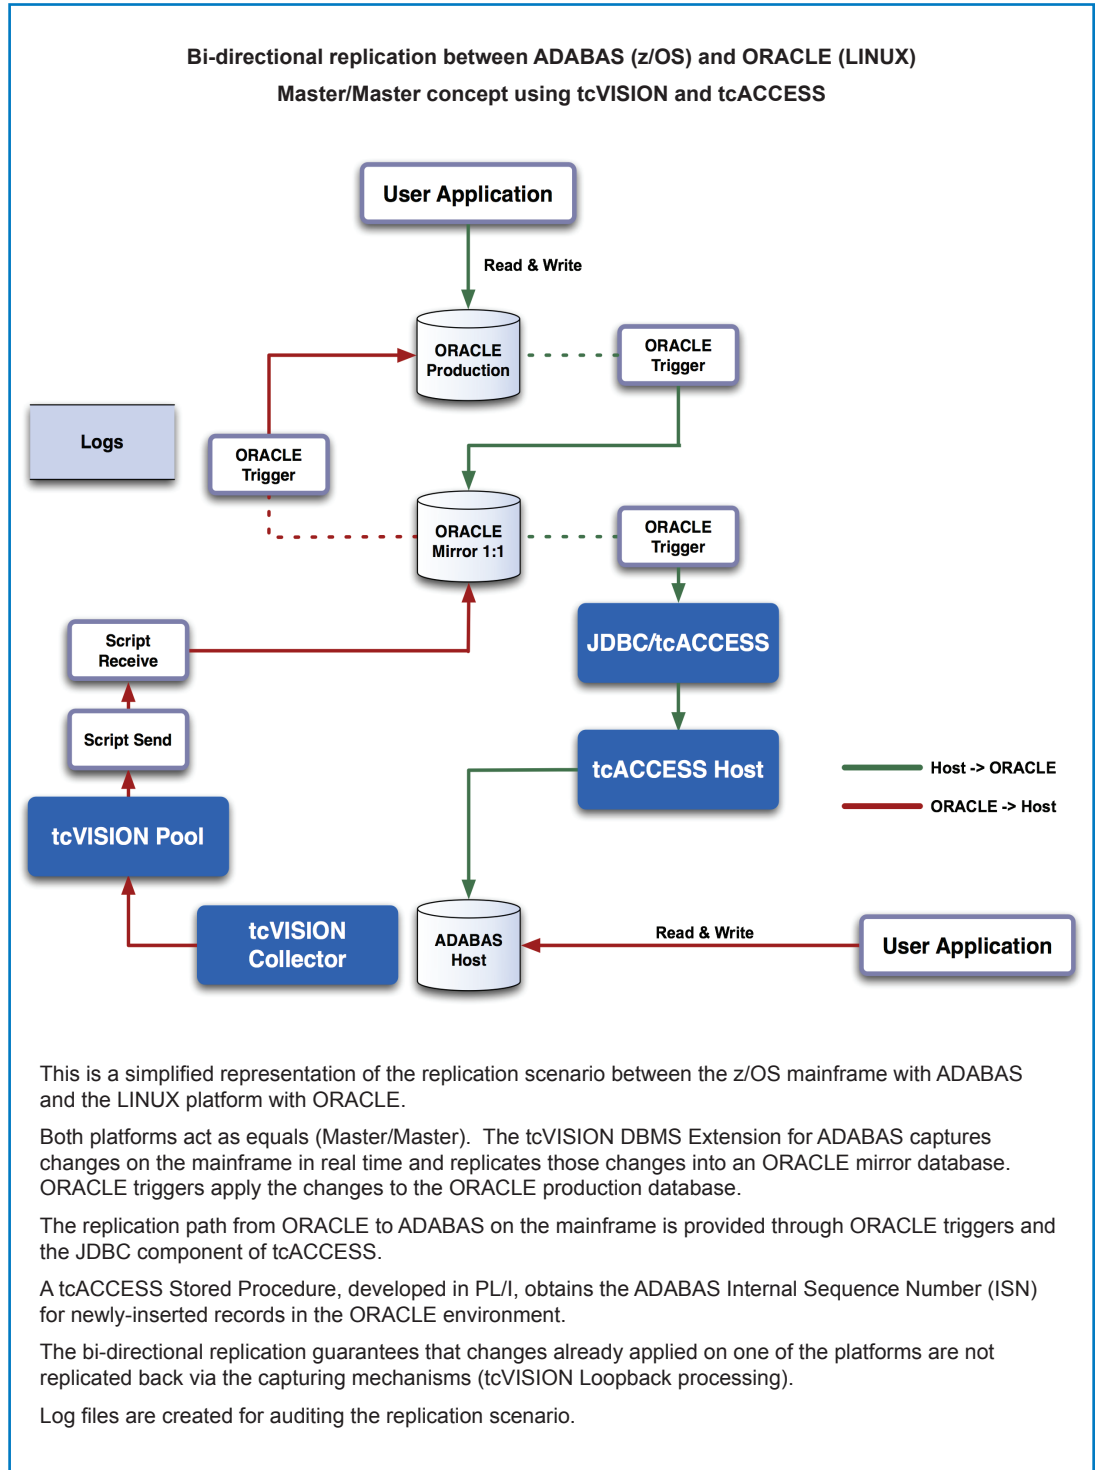 Bi-directional replication between ADABAS (z/OS) and ORACLE (LINUX)
Master/Master concept using tcVISION and tcACCESS
User Application
Read & Write
ORACLE
Production
ORACLE
Trigger
Logs
ORACLE
Trigger
ORACLE
Mirror 1:1
ORACLE
Trigger
Script
Receive
JDBC/tcACCESS
Script Send
tcACCESS Host
Host -> ORACLE
ORACLE -> Host
tcVISION Pool
tcVISION
Collector
ADABAS
Host
Read & Write
User Application
This is a simplified representation of the replication scenario between the z/OS mainframe with ADABAS
and the LINUX platform with ORACLE.
Both platforms act as equals (Master/Master).  The tcVISION DBMS Extension for ADABAS captures
changes on the mainframe in real time and replicates those changes into an ORACLE mirror database.
ORACLE triggers apply the changes to the ORACLE production database.
The replication path from ORACLE to ADABAS on the mainframe is provided through ORACLE triggers and
the JDBC component of tcACCESS.
A tcACCESS Stored Procedure, developed in PL/I, obtains the ADABAS Internal Sequence Number (ISN)
for newly-inserted records in the ORACLE environment.
The bi-directional replication guarantees that changes already applied on one of the platforms are not
replicated back via the capturing mechanisms (tcVISION Loopback processing).
Log files are created for auditing the replication scenario.